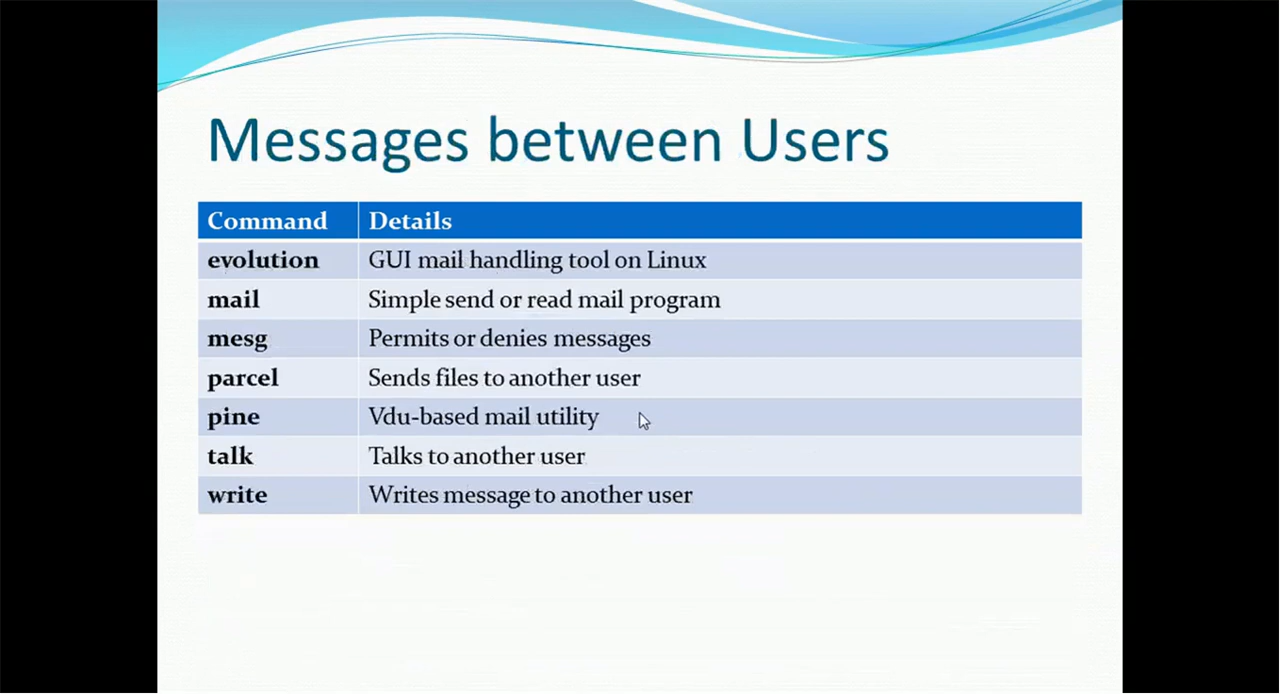 Messages between Users
Command Details
evolution GUI mail handling tool on Linux
mail Simple send or read mail program
mesg Permits or denies messages
parcel Sends files to another user
pine Vdu-based mail utility
talk Talks to another user
write Writes message to another user